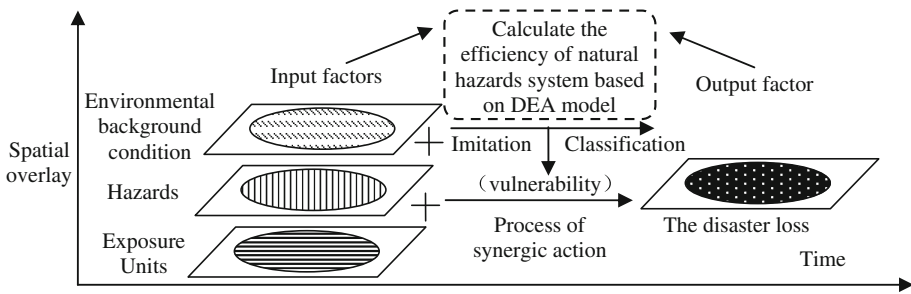 Calculate the
efficiency of natural
hazards system based
on DEA model
Input factors
Output factor
Environmental
background
condition
Imitation
Classification
Spatial
overlay
Hazards
（vulnerability）
Process of
synergic action
The disaster loss
Exposure
Units
Time